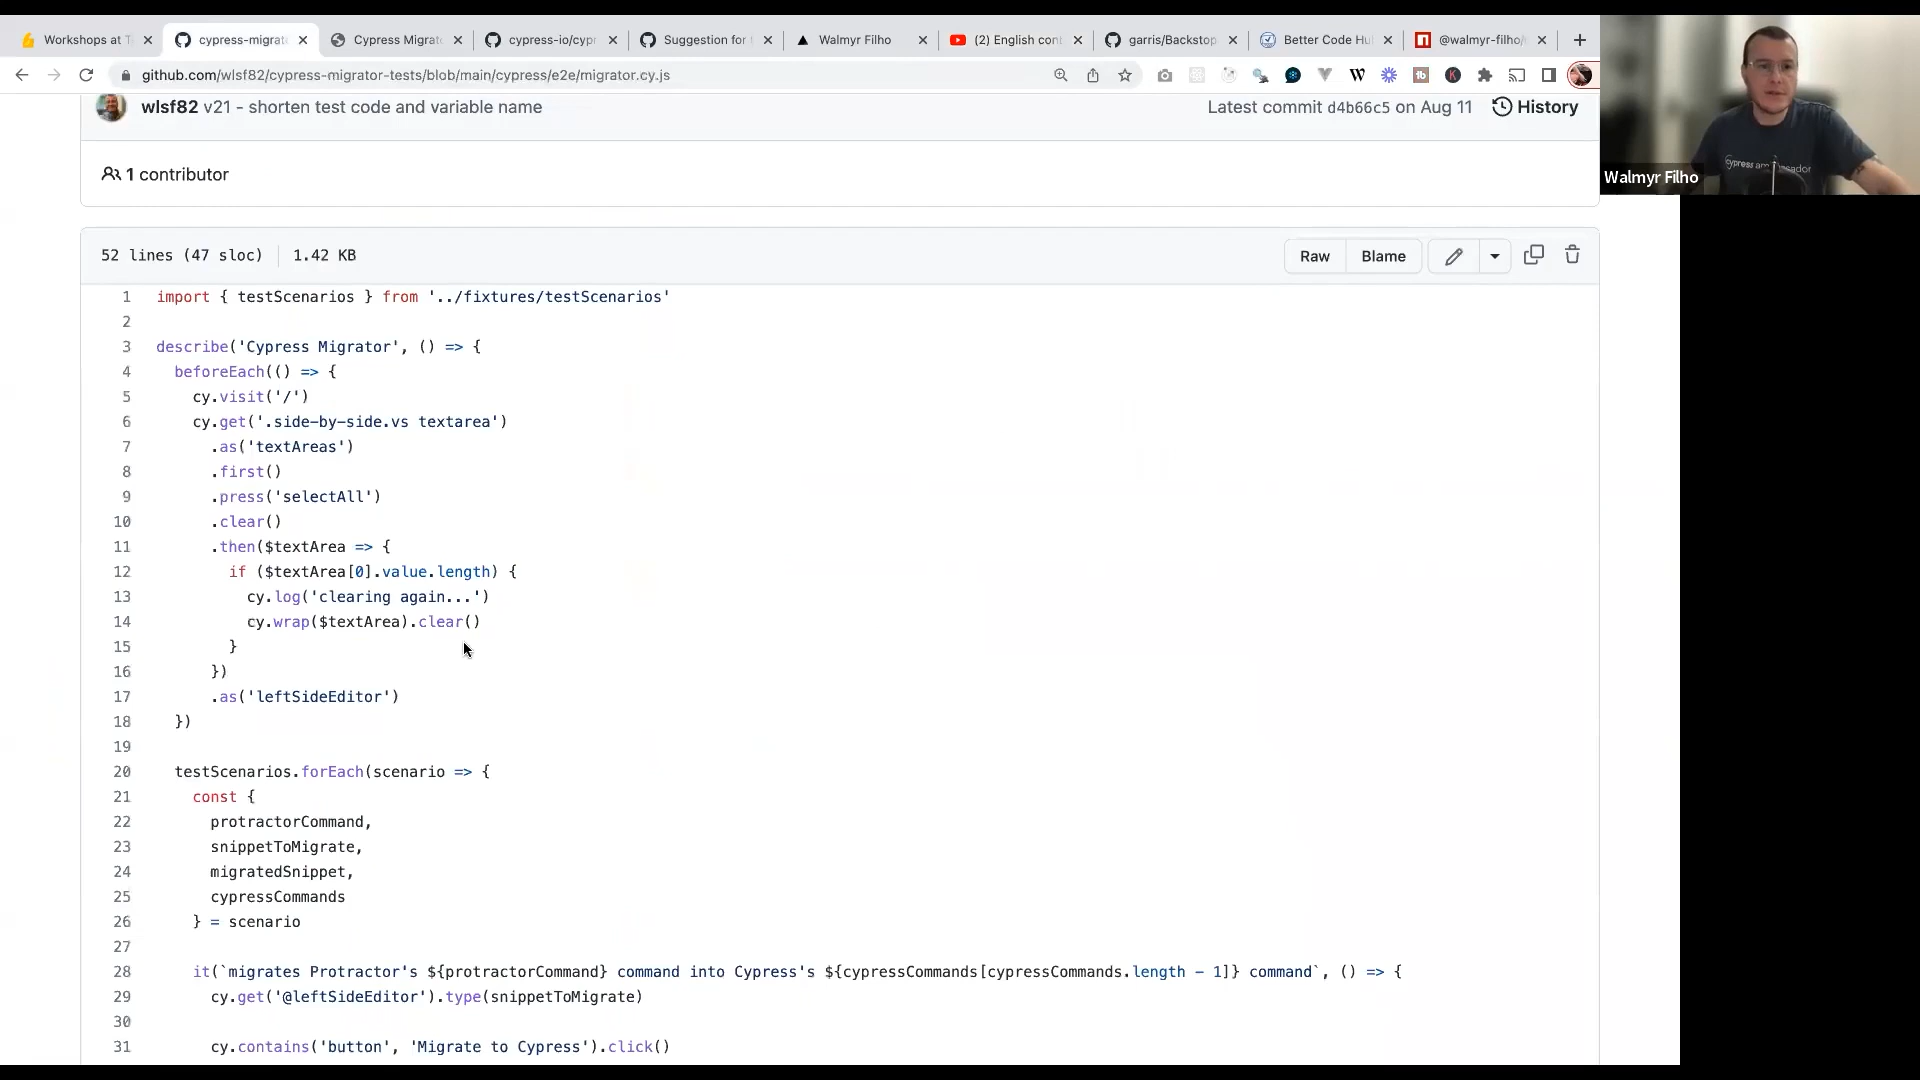 Workshops at T
cypress-migrat
Cypress Migrat
cypress-io/cypr
Suggestion for
Walmyr Filho
(2) English con
garris/Backstop
Better Code Hu
@walmyr-filho/
github.com/wlsf82/cypress-migrator-tests/blob/main/cypress/e2e/migrator.cy.js
wlsf82 v21 - shorten test code and variable name
Latest commit d4b66c5 on Aug 11
History
1 contributor
52 lines (47 sloc)
1.42 KB
Raw
Blame
1 import { testScenarios } from '../fixtures/testScenarios'
2
3 describe('Cypress Migrator', () => {
4 beforeEach(() => {
5 cy.visit('/')
6 cy.get('.side-by-side.vs textarea')
7 .as('textAreas')
8 .first()
9 .press('selectAll')
10 .clear()
11 .then($textArea => {
12 if ($textArea[0].value.length) {
13 cy.log('clearing again...')
14 cy.wrap($textArea).clear()
15 }
16 })
17 .as('leftSideEditor')
18 })
19
20 testScenarios.forEach(scenario => {
21 const {
22 protractorCommand,
23 snippetToMigrate,
24 migratedSnippet,
25 cypressCommands
26 } = scenario
27
28 it(`migrates Protractor's ${protractorCommand} command into Cypress's ${cypressCommands[cypressCommands.length - 1]} command`, () => {
29 cy.get('@leftSideEditor').type(snippetToMigrate)
30
31 cy.contains('button', 'Migrate to Cypress').click()
Walmyr Filho